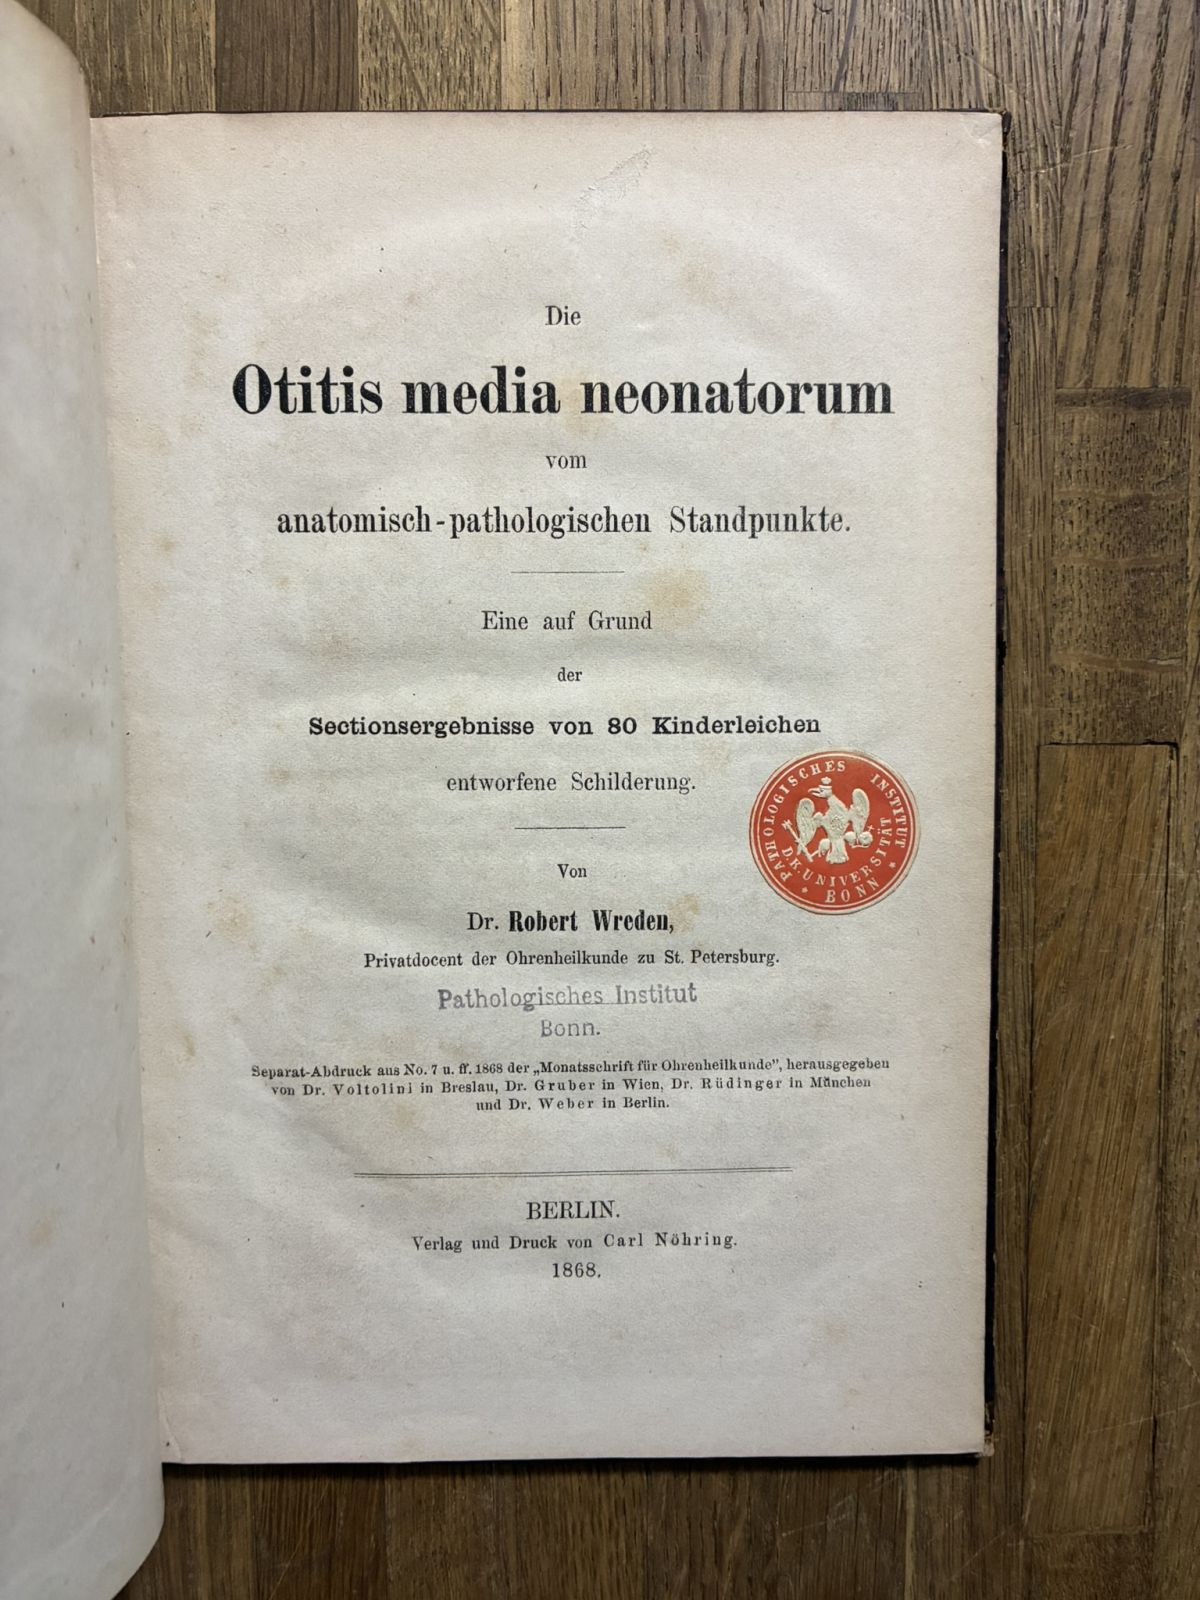 Die
Otitis media neonatorum
vom
anatomisch-pathologischen Standpunkte.
Eine auf Grund
der
Sectionsergebnisse von 80 Kinderleichen
entworfene Schilderung.
PATHOLOGISCHES INSTITUT
D. K. UNIVERSITÄT
* BONN *
Von
Dr. Robert Wreden,
Privatdocent der Ohrenheilkunde zu St. Petersburg.
Pathologisches Institut
Bonn.
Separat-Abdruck aus No. 7 u. ff. 1868 der „Monatsschrift für Ohrenheilkunde", herausgegeben
von Dr. Voltolini in Breslau, Dr. Gruber in Wien, Dr. Rüdinger in München
und Dr. Weber in Berlin.
BERLIN.
Verlag und Druck von Carl Nöhring.
1868.